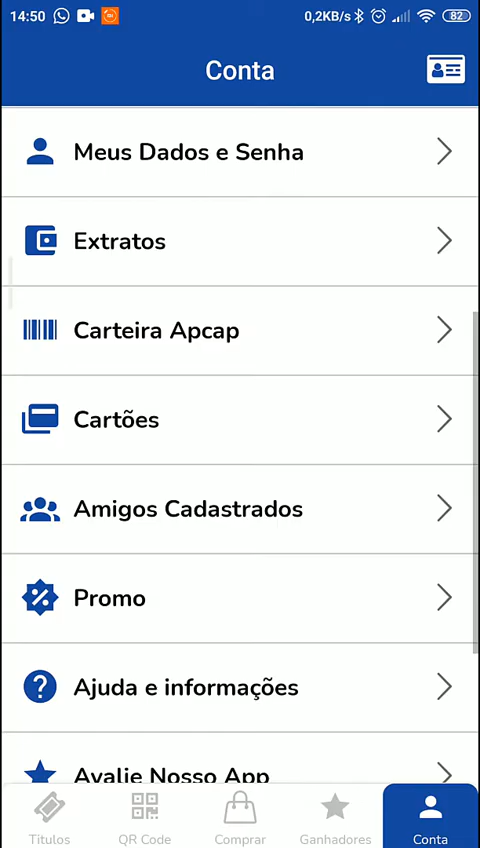 14:50 0,2KB/s 82
Conta
Meus Dados e Senha
Extratos
Carteira Apcap
Cartões
Amigos Cadastrados
Promo
Ajuda e informações
Avalie Nosso App
Titulos QR Code Comprar Ganhadores Conta